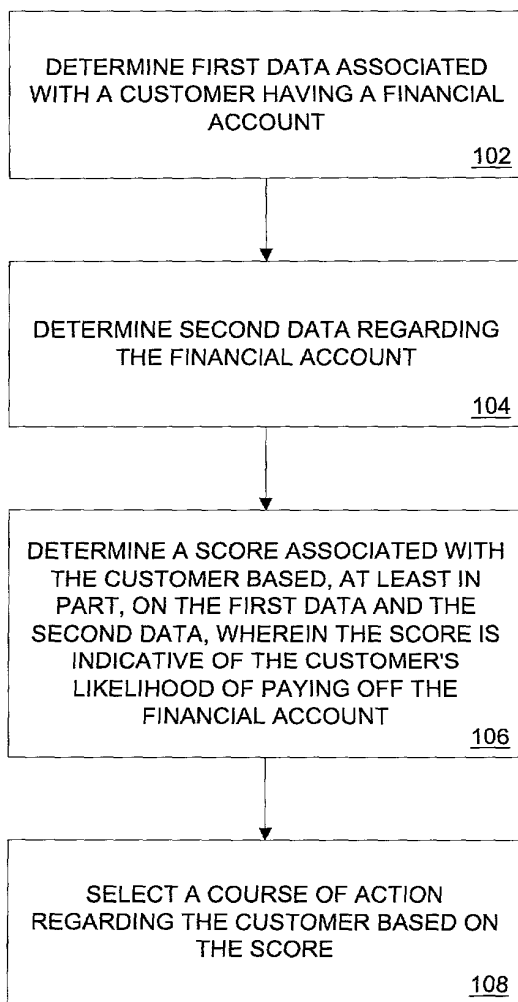 DETERMINE FIRST DATA ASSOCIATED
WITH A CUSTOMER HAVING A FINANCIAL
ACCOUNT
102
DETERMINE SECOND DATA REGARDING
THE FINANCIAL ACCOUNT
104
DETERMINE A SCORE ASSOCIATED WITH
THE CUSTOMER BASED, AT LEAST IN
PART, ON THE FIRST DATA AND THE
SECOND DATA, WHEREIN THE SCORE IS
INDICATIVE OF THE CUSTOMER'S
LIKELIHOOD OF PAYING OFF THE
FINANCIAL ACCOUNT
106
SELECT A COURSE OF ACTION
REGARDING THE CUSTOMER BASED ON
THE SCORE
108